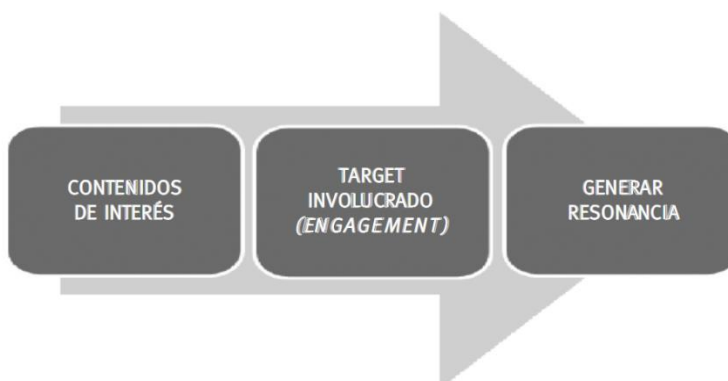 CONTENIDOS
DE INTERÉS
TARGET
INVOLUCRADO
(ENGAGEMENT)
GENERAR
RESONANCIA